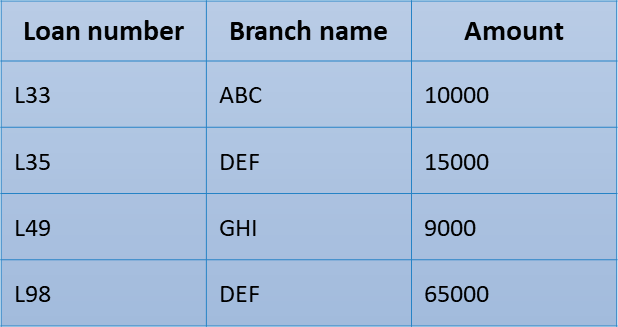 Loan number Branch name Amount
L33 ABC 10000
L35 DEF 15000
L49 GHI 9000
L98 DEF 65000